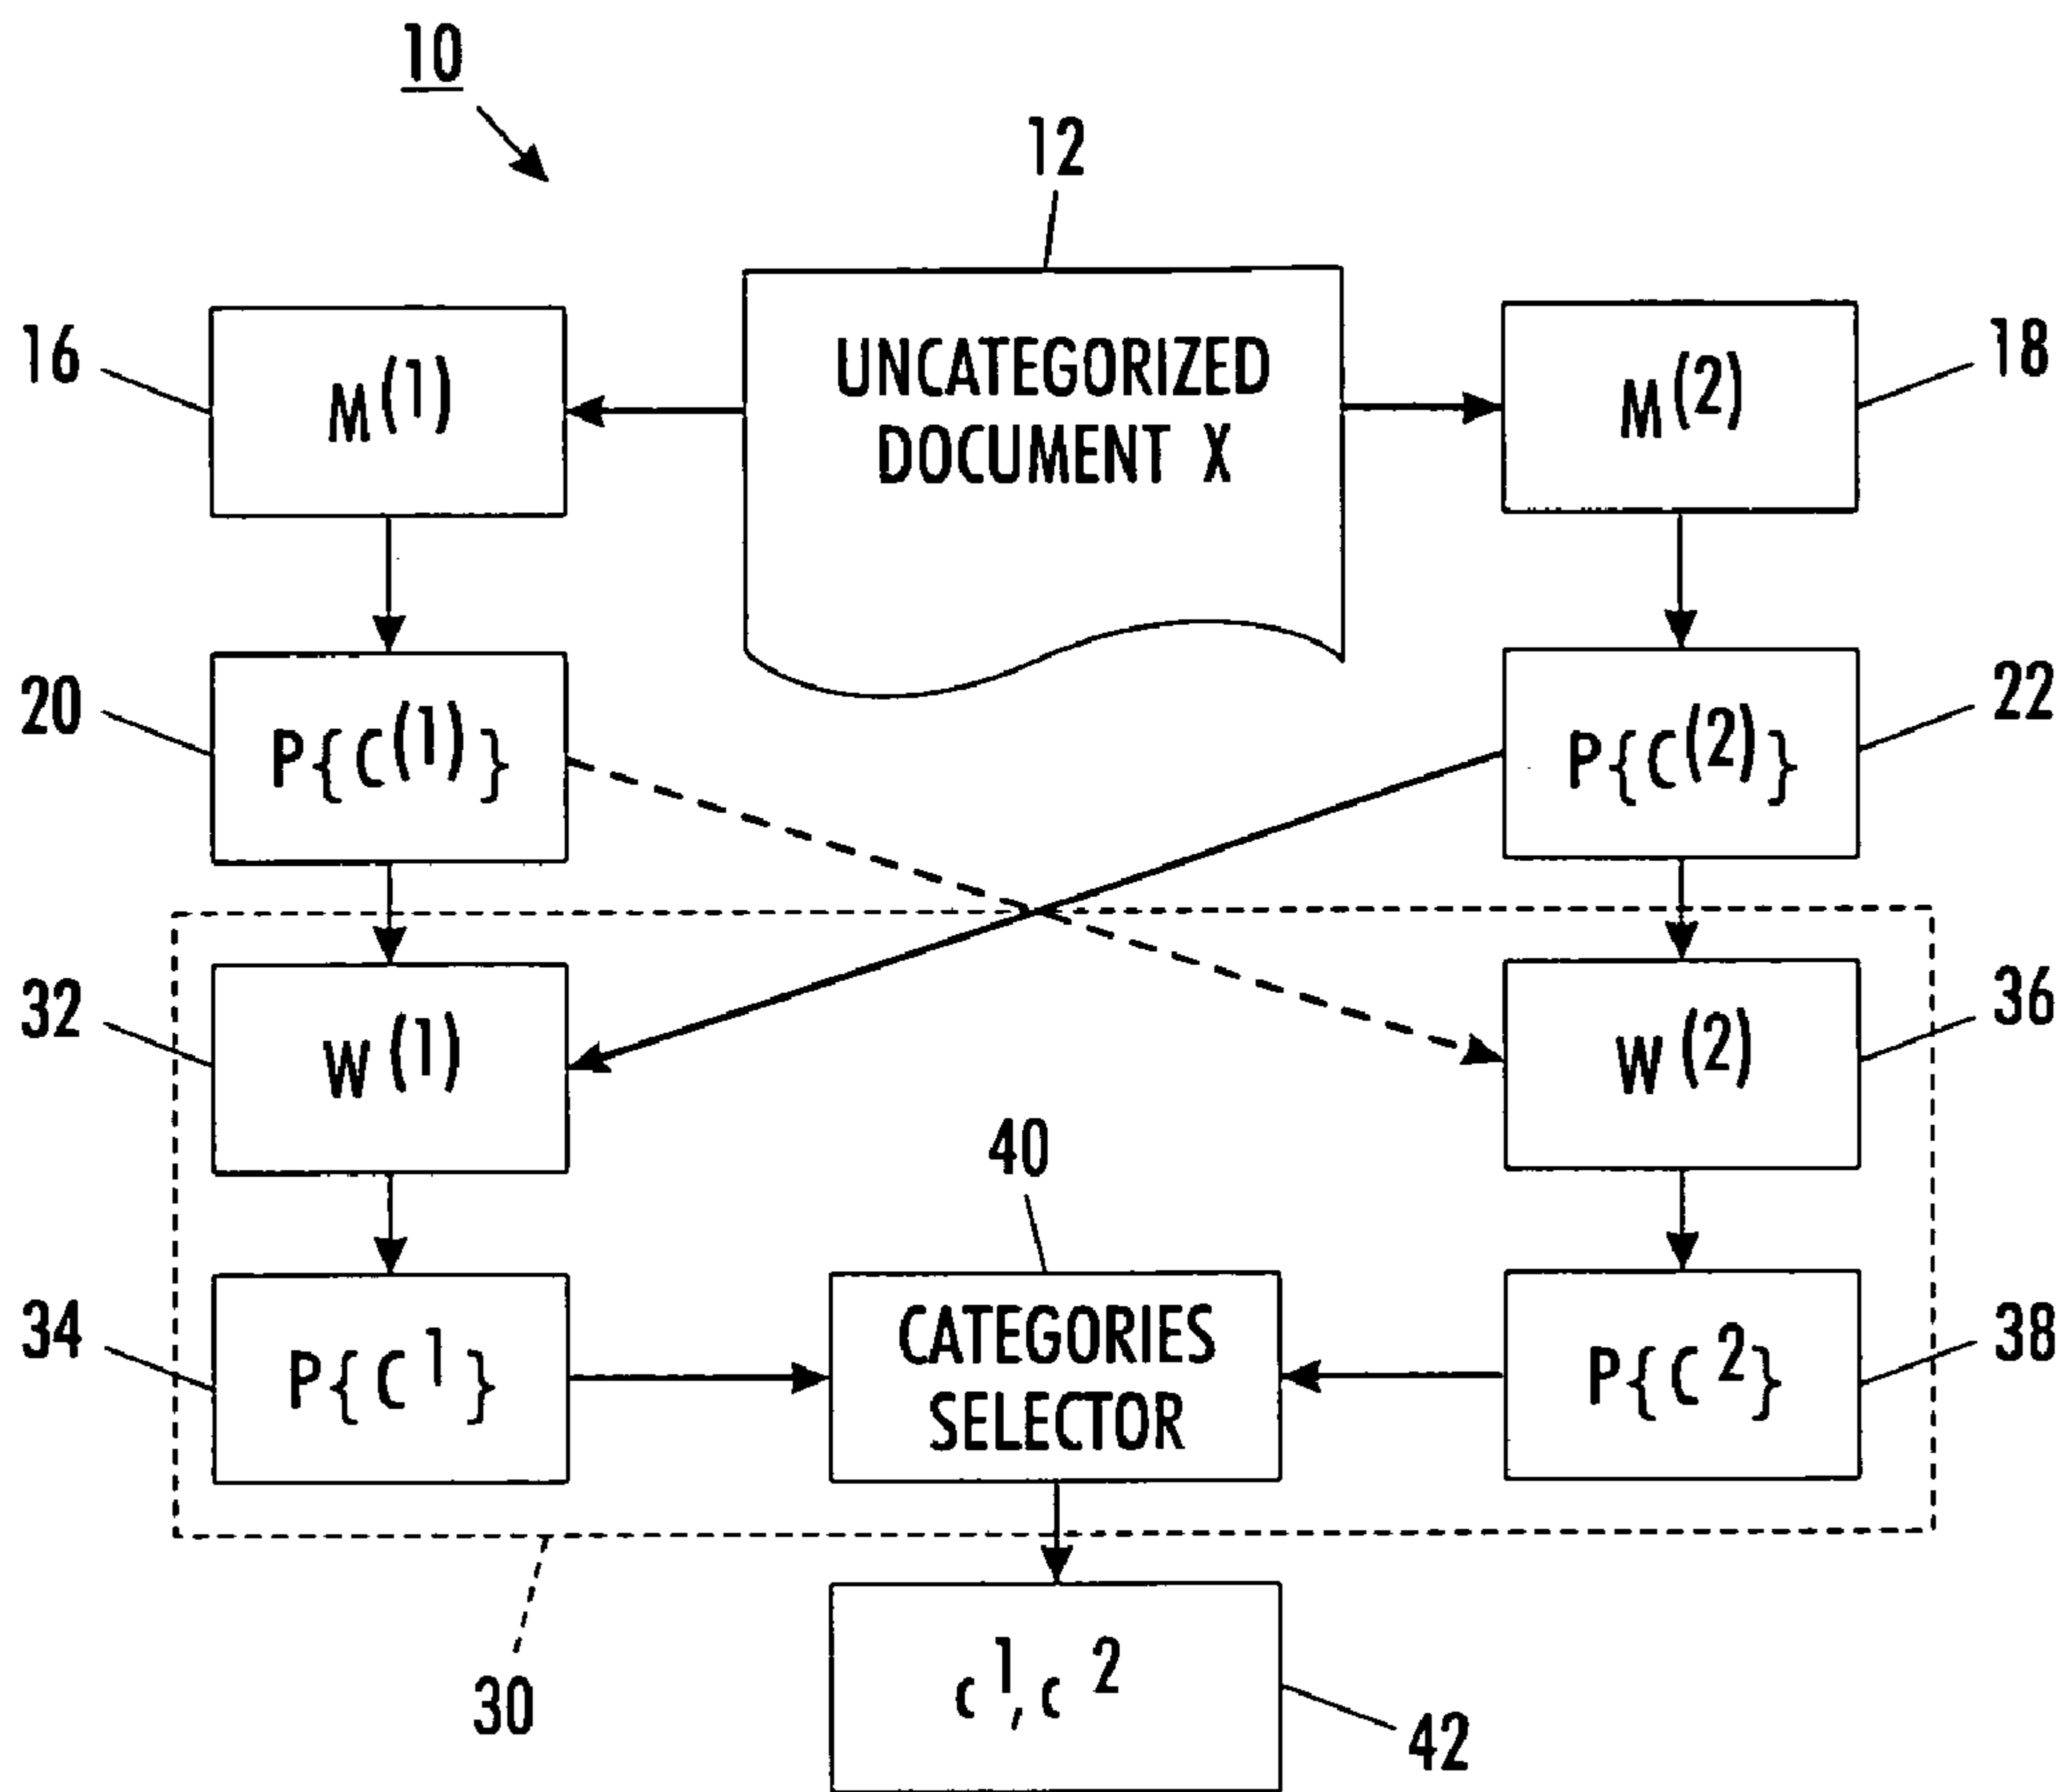 10
12
UNCATEGORIZED
DOCUMENT X
16
M(1)
M(2)
18
20
P{C(1)}
P{C(2)}
22
32
W(1)
W(2)
36
40
34
P{C1}
CATEGORIES
SELECTOR
P{C2}
38
30
c1,c2
42